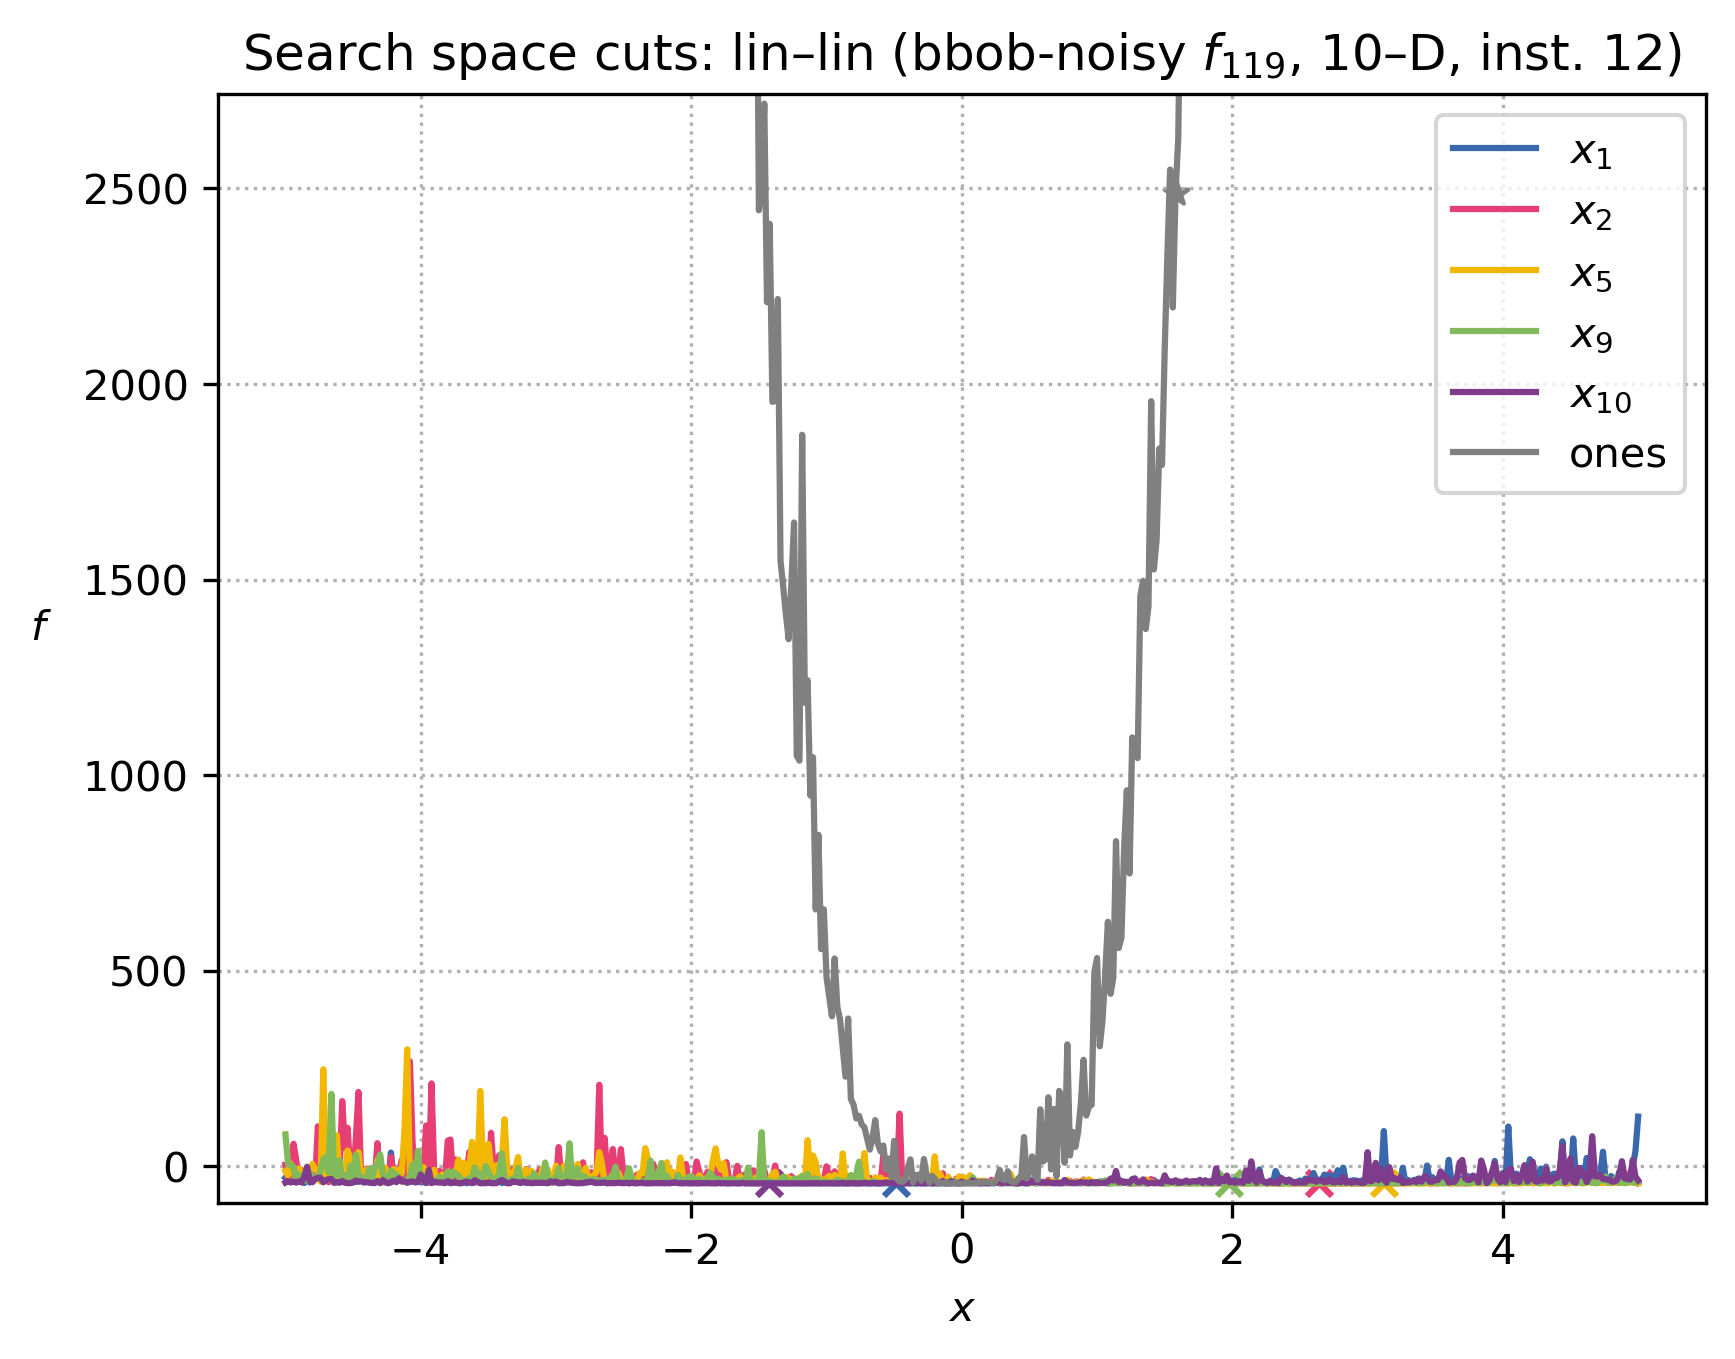 Search space cuts: lin–lin (bbob-noisy f₁₁₉, 10–D, inst. 12)
x₁
x₂
x₅
x₉
x₁₀
ones
2500
2000
1500
1000
500
0
f
−4 −2 0 2 4
x